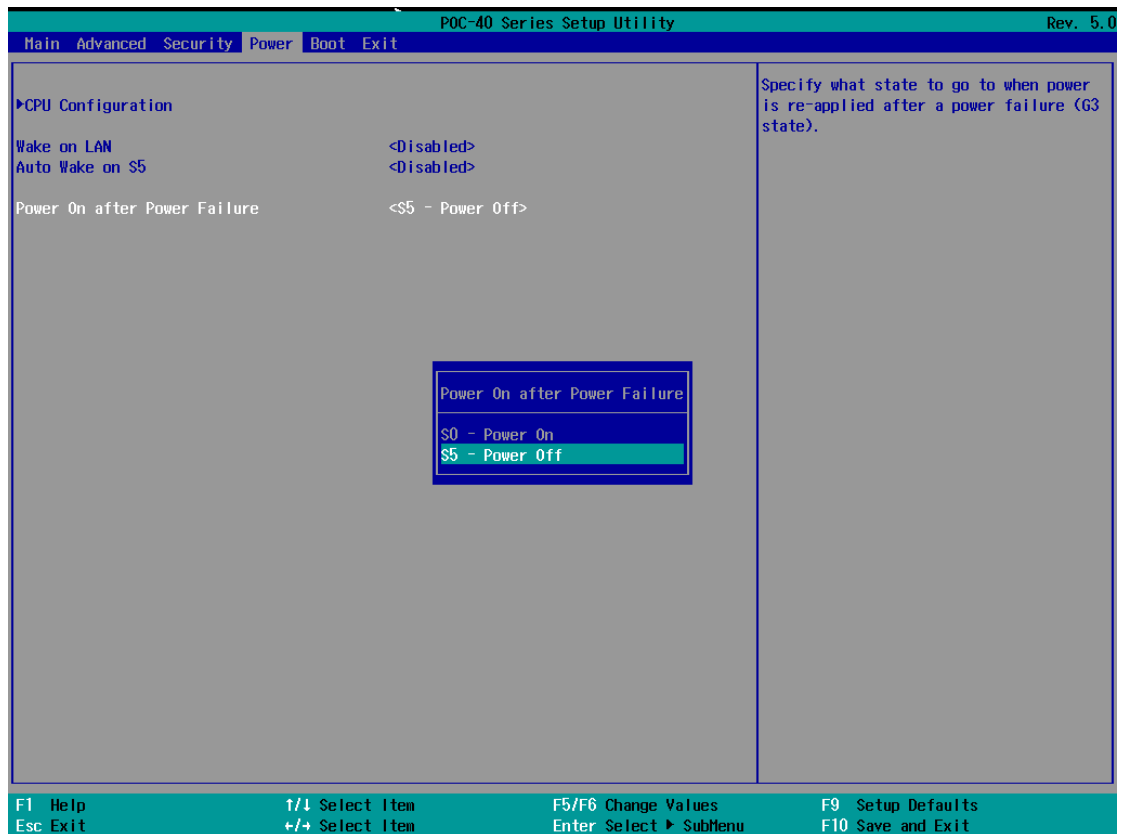 POC-40 Series Setup Utility Rev. 5.0
Main Advanced Security Power Boot Exit
▶CPU Configuration
Wake on LAN <Disabled>
Auto Wake on S5 <Disabled>
Power On after Power Failure <S5 - Power Off>
Specify what state to go to when power
is re-applied after a power failure (G3
state).
Power On after Power Failure
S0 - Power On
S5 - Power Off
F1 Help ↑/↓ Select Item F5/F6 Change Values F9 Setup Defaults
Esc Exit ←/→ Select Item Enter Select ▶ SubMenu F10 Save and Exit